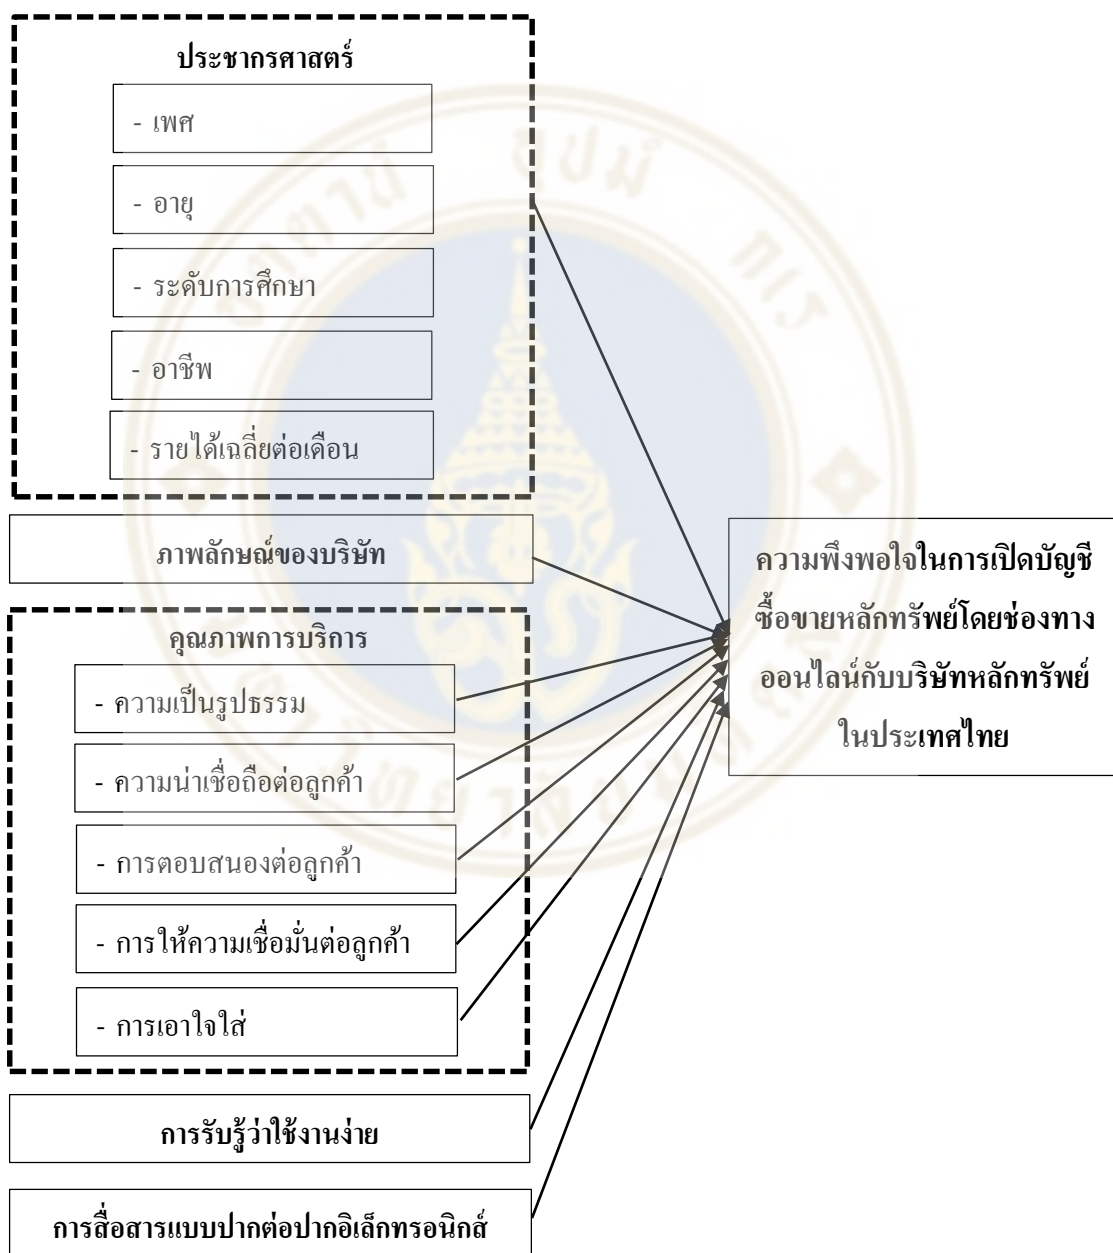 ประชากรศาสตร์
- เพศ
- อายุ
- ระดับการศึกษา
- อาชีพ
- รายได้เฉลี่ยต่อเดือน
ภาพลักษณ์ของบริษัท
คุณภาพการบริการ
- ความเป็นรูปธรรม
- ความน่าเชื่อถือต่อลูกค้า
- การตอบสนองต่อลูกค้า
- การให้ความเชื่อมั่นต่อลูกค้า
- การเอาใจใส่
การรับรู้ว่าใช้งานง่าย
การสื่อสารแบบปากต่อปากอิเล็กทรอนิกส์
ความพึงพอใจในการเปิดบัญชี
ซื้อขายหลักทรัพย์โดยช่องทาง
ออนไลน์กับบริษัทหลักทรัพย์
ในประเทศไทย